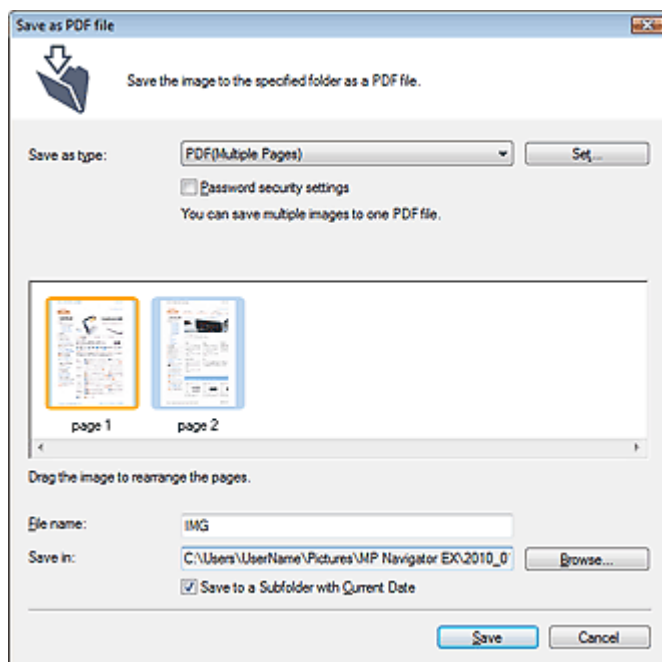 Save as PDF file
Save the image to the specified folder as a PDF file.
Save as type:
PDF(Multiple Pages)
Set...
Password security settings
You can save multiple images to one PDF file.
page 1
page 2
Drag the image to rearrange the pages.
File name:
IMG
Save in:
C:\Users\UserName\Pictures\MP Navigator EX\2010_0
Browse...
Save to a Subfolder with Current Date
Save
Cancel